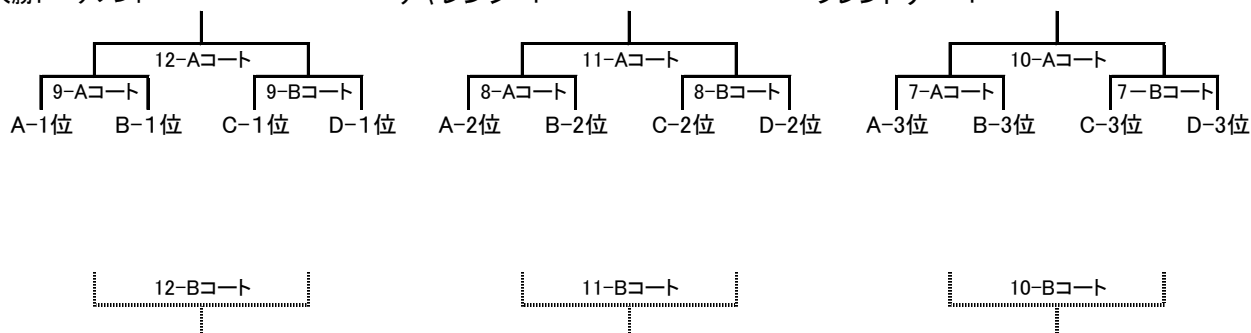 12-Aコート 11-Aコート 10-Aコート
9-Aコート 9-Bコート 8-Aコート 8-Bコート 7-Aコート 7-Bコート
A-1位 B-1位 C-1位 D-1位 A-2位 B-2位 C-2位 D-2位 A-3位 B-3位 C-3位 D-3位
12-Bコート 11-Bコート 10-Bコート